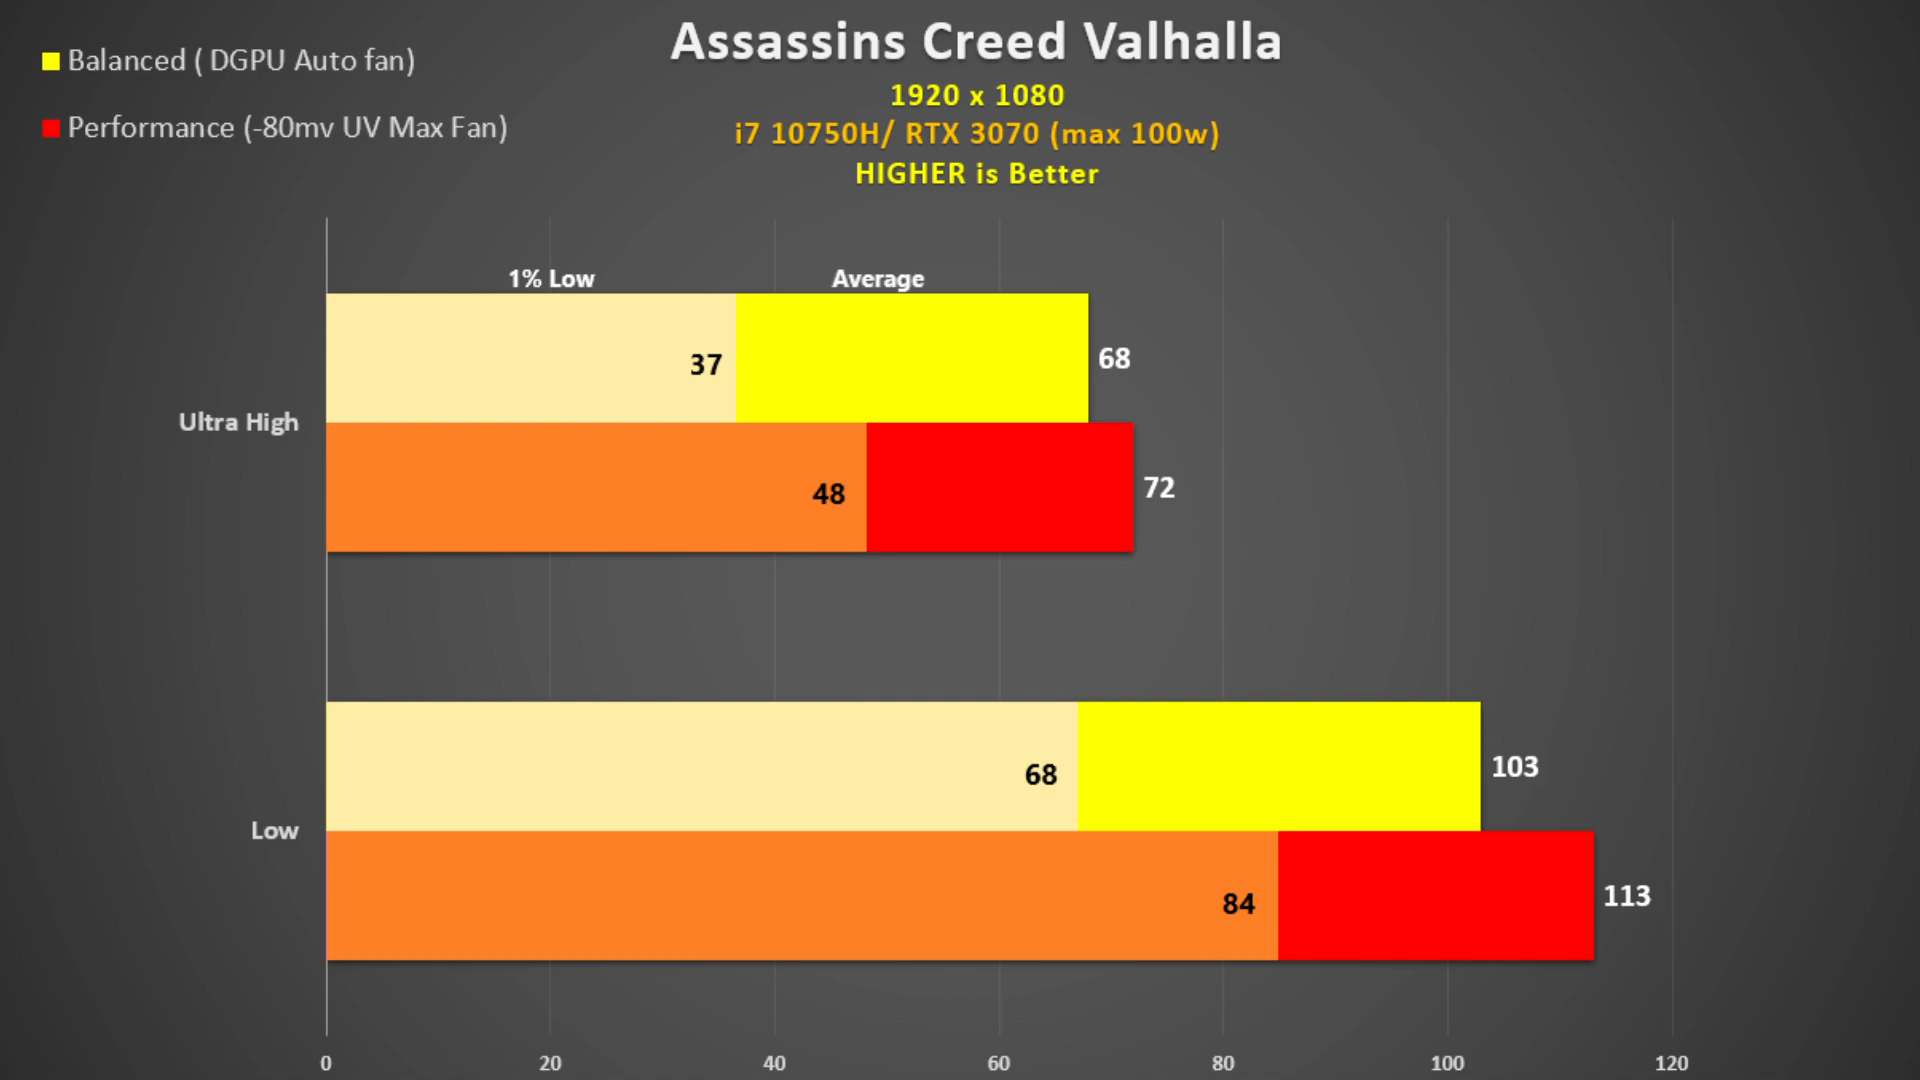 Assassins Creed Valhalla
1920 x 1080
i7 10750H/ RTX 3070 (max 100w)
HIGHER is Better
Balanced ( DGPU Auto fan)
Performance (-80mv UV Max Fan)
1% Low Average
37 68
Ultra High
48 72
68 103
Low
84 113
0 20 40 60 80 100 120